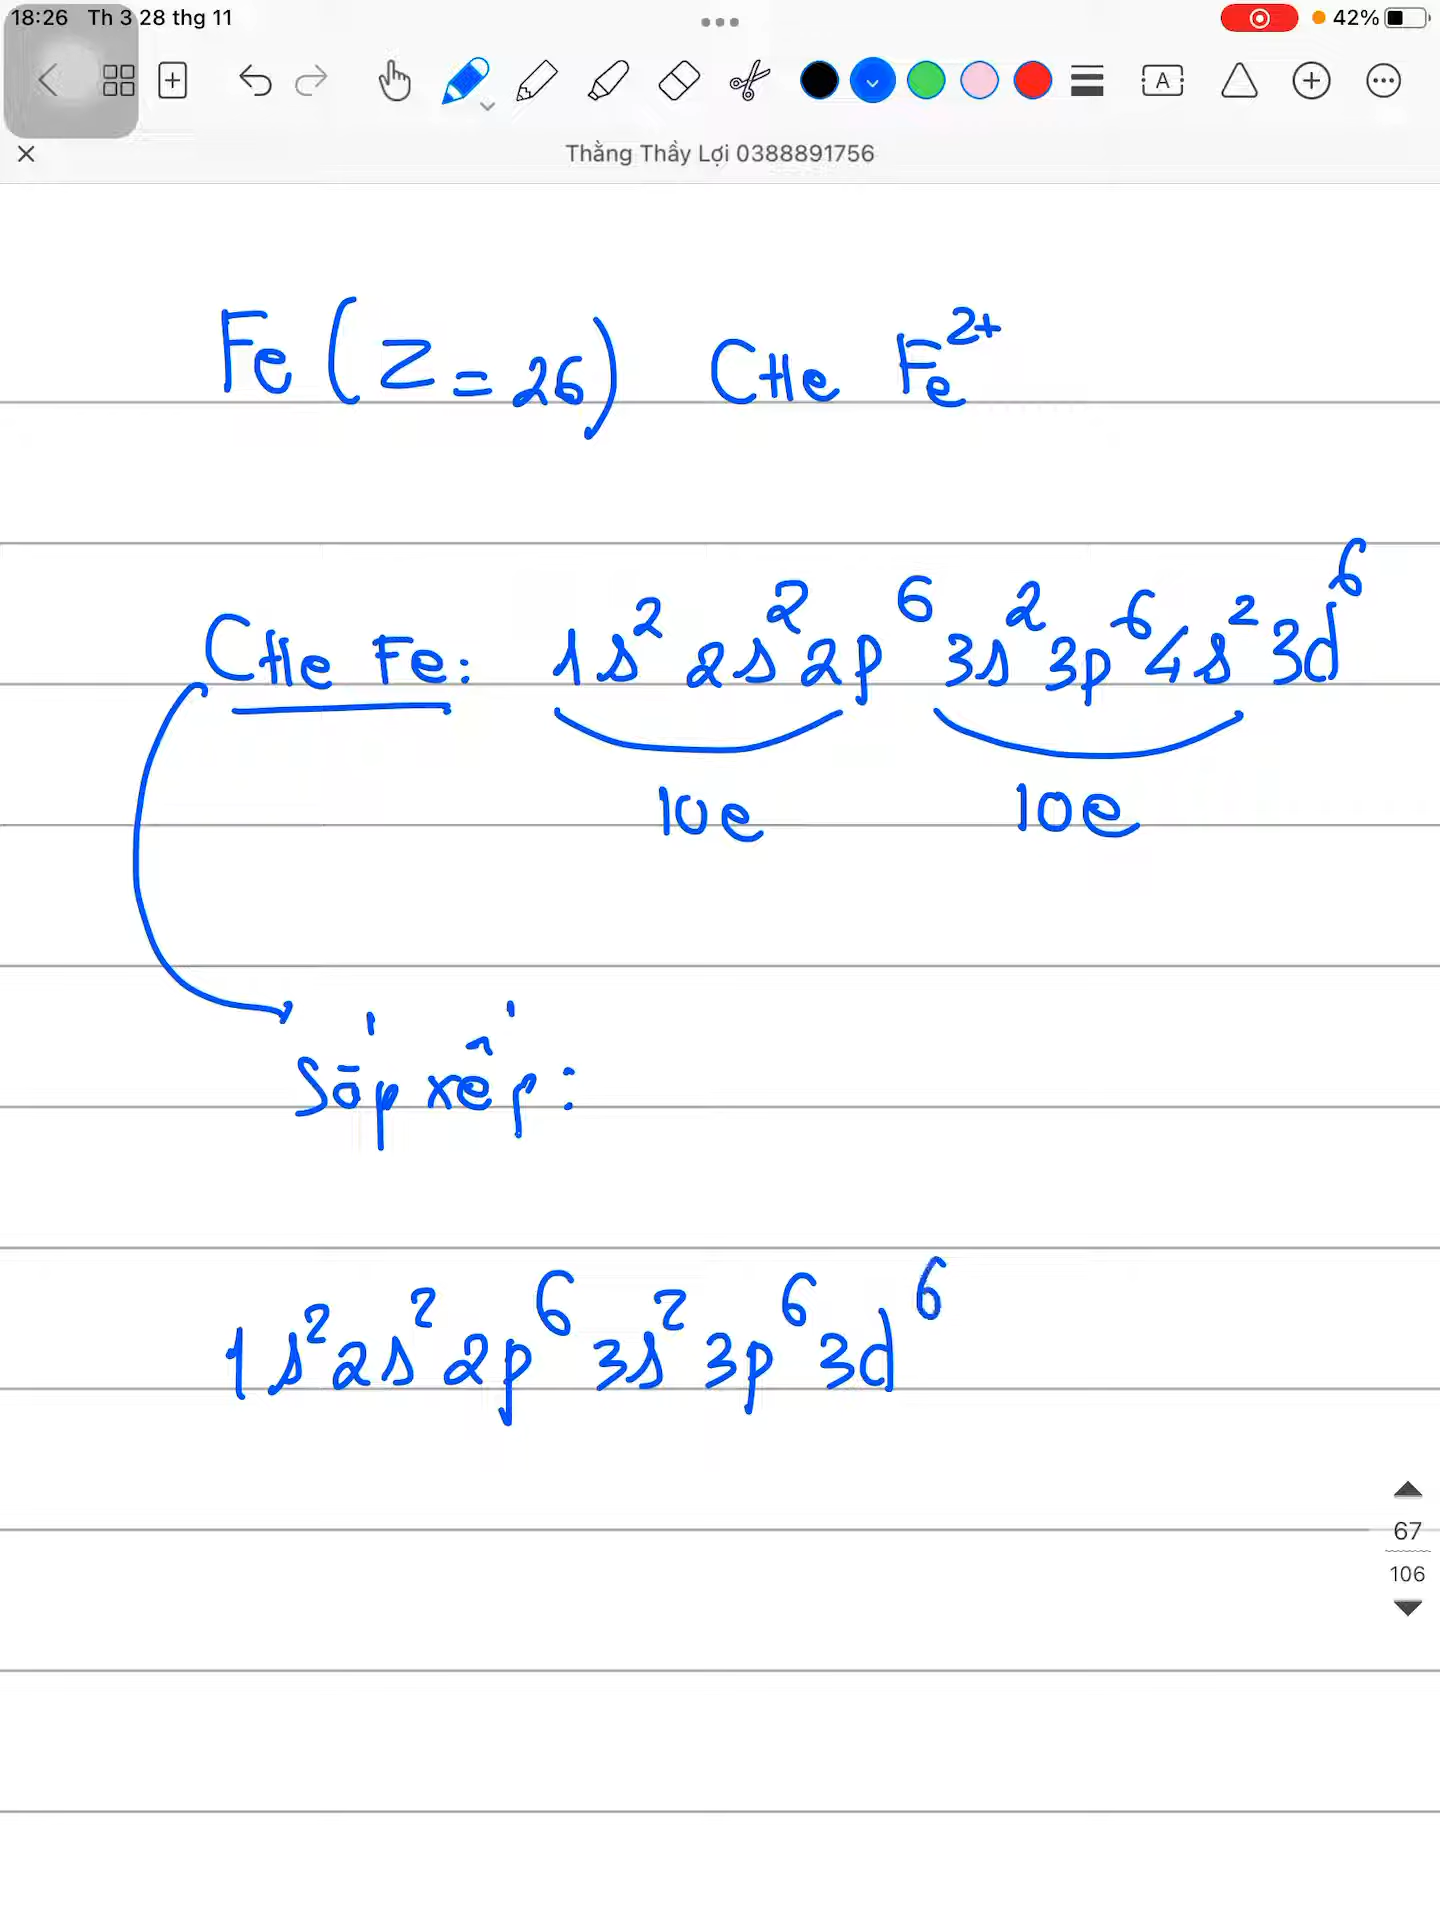 18:26 Th 3 28 thg 11 42%
A
Thằng Thầy Lợi 0388891756
Fe (Z = 26) CHe Fe²⁺
CHe Fe: 1s² 2s² 2p⁶ 3s² 3p⁶ 4s² 3d⁶
10e 10e
Sắp xếp:
1s² 2s² 2p⁶ 3s² 3p⁶ 3d⁶
67
106